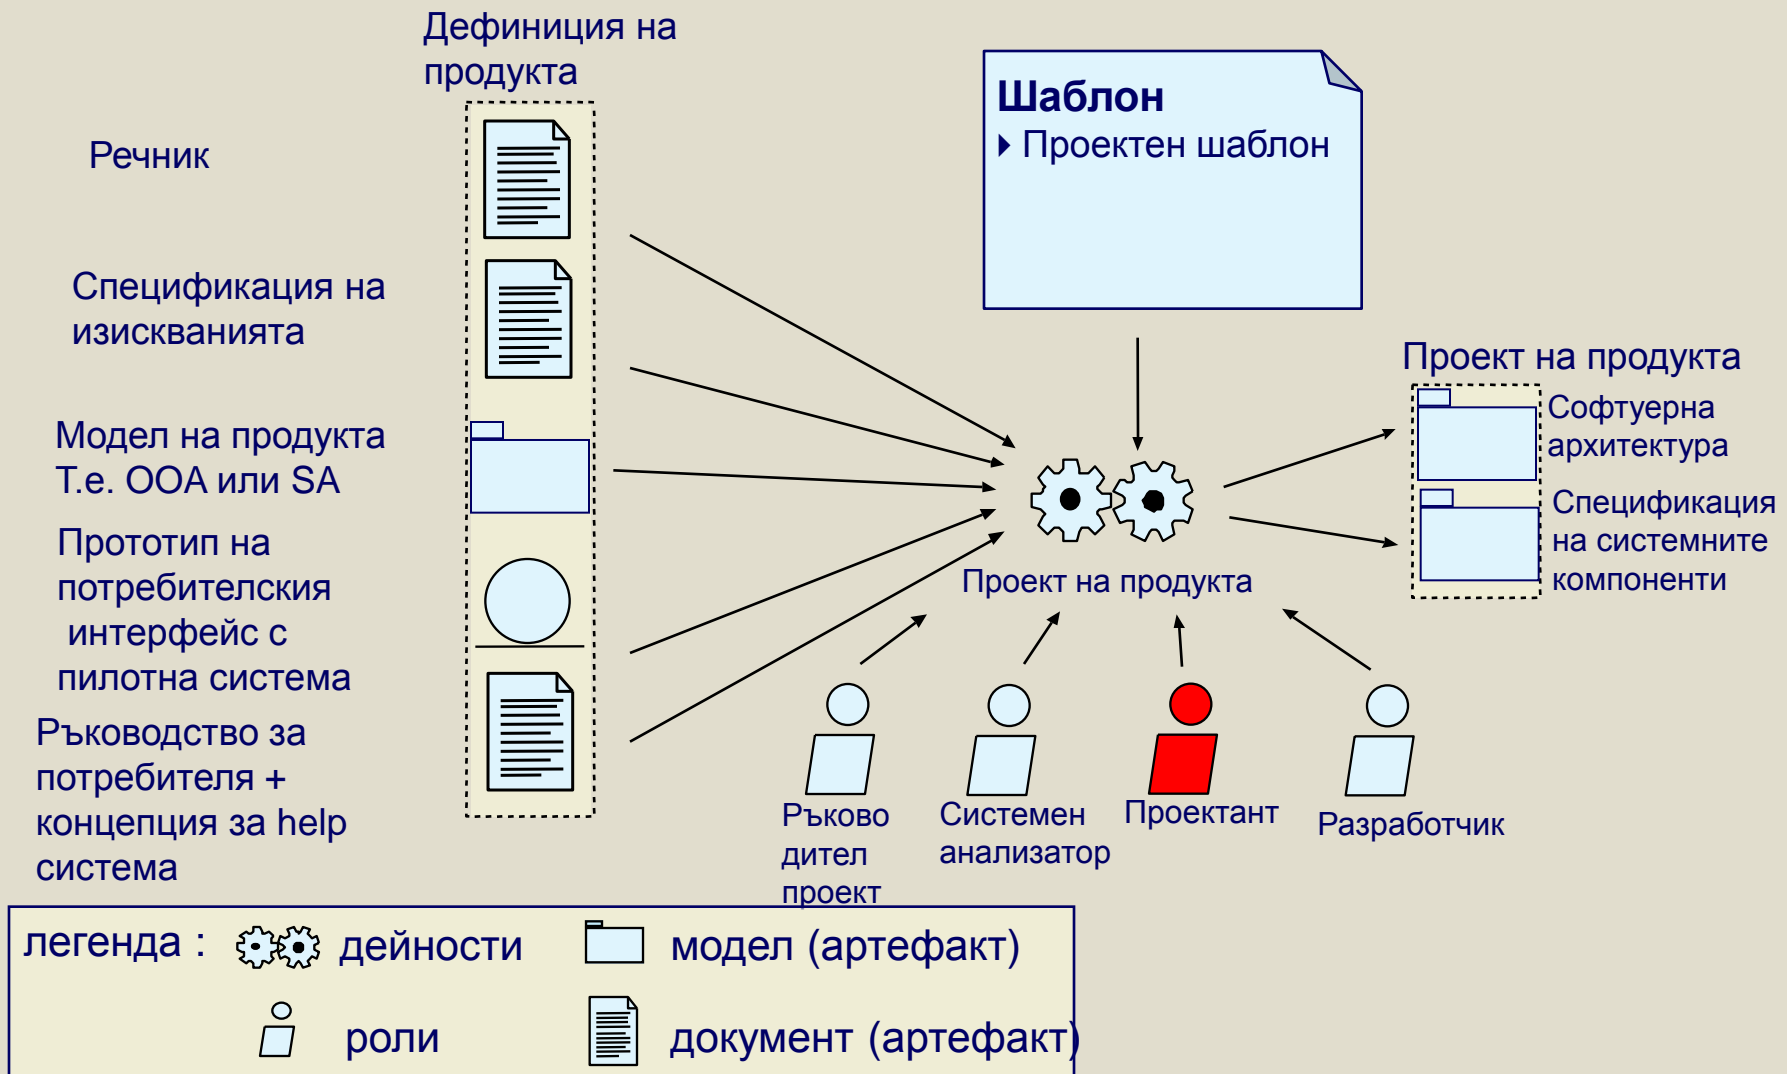 Дефиниция на
продукта
Речник
Спецификация на
изискванията
Модел на продукта
Т.е. ООА или SA
Прототип на
потребителския
интерфейс с
пилотна система
Ръководство за
потребителя +
концепция за help
система
Шаблон
Проектен шаблон
Проект на продукта
Проект на продукта
Софтуерна
архитектура
Спецификация
на системните
компоненти
Ръково
дител
проект
Системен
анализатор
Проектант
Разработчик
легенда :
дейности
модел (артефакт)
роли
документ (артефакт)